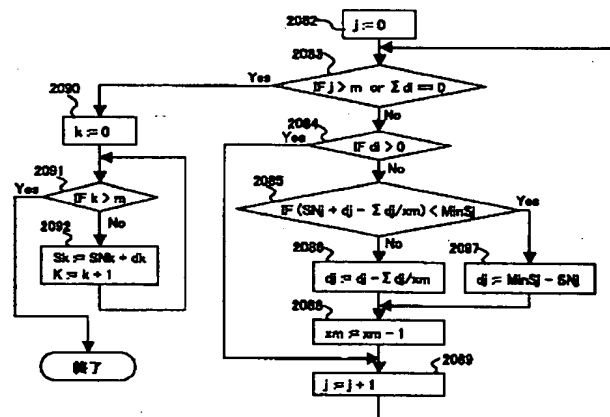 2082
j := 0
2083
IF j > m or Σ di == 0
Yes
No
2090
k := 0
2084
IF di > 0
Yes
No
2091
IF k > m
Yes
No
2085
IF (SNj + dj - Σ dj/xm) < MinSj
Yes
No
2092
Sk := SNk + dk
K := k + 1
2086
dj := dj - Σ dj/xm
2087
dj := MinSj - SNj
2088
xm := xm - 1
2089
j := j + 1
終了